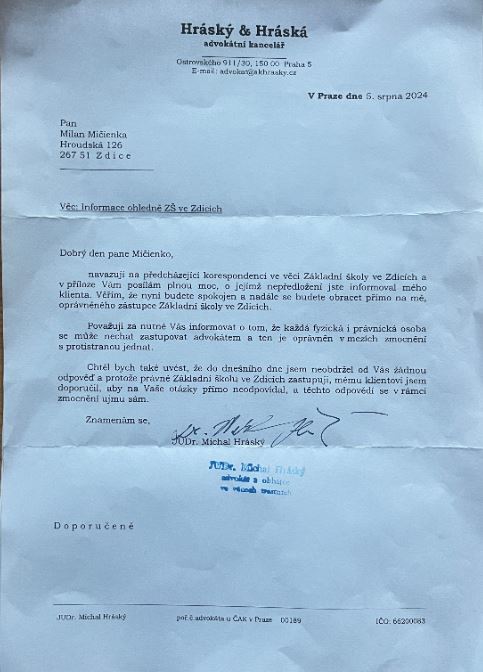 Hráský & Hráská
advokátní kancelář
Ostrovského 911/30, 150 00 Praha 5
E-mail: advokat@akhrasky.cz
V Praze dne 5. srpna 2024
Pan
Milan Mičienka
Hroudská 126
267 51 Z d i c e
Věc: Informace ohledně ZŠ ve Zdicích
Dobrý den pane Mičienko,
navazuji na předcházející korespondenci ve věci Základní školy ve Zdicích a
v příloze Vám posílám plnou moc, o jejímž nepředložení jste informoval mého
klienta. Věřím, že nyní budete spokojen a nadále se budete obracet přímo na mě,
oprávněného zástupce Základní školy ve Zdicích.
Považuji za nutné Vás informovat o tom, že každá fyzická i právnická osoba
se může nechat zastupovat advokátem a ten je oprávněn v mezích zmocnění
s protistranou jednat.
Chtěl bych také uvést, že do dnešního dne jsem neobdržel od Vás žádnou
odpověď a protože právně Základní školu ve Zdicích zastupuji, mému klientovi jsem
doporučil, aby na Vaše otázky přímo neodpovídal, a těchto odpovědí se v rámci
zmocnění ujmu sám.
Znamenám se,
JUDr. Michal Hráský
JUDr. Michal Hráský
advokát a obhájce
ve věcech trestních
D o p o r u č e n ě
JUDr. Michal Hráský poř.č.advokáta u ČAK v Praze 00189 IČO: 66200083